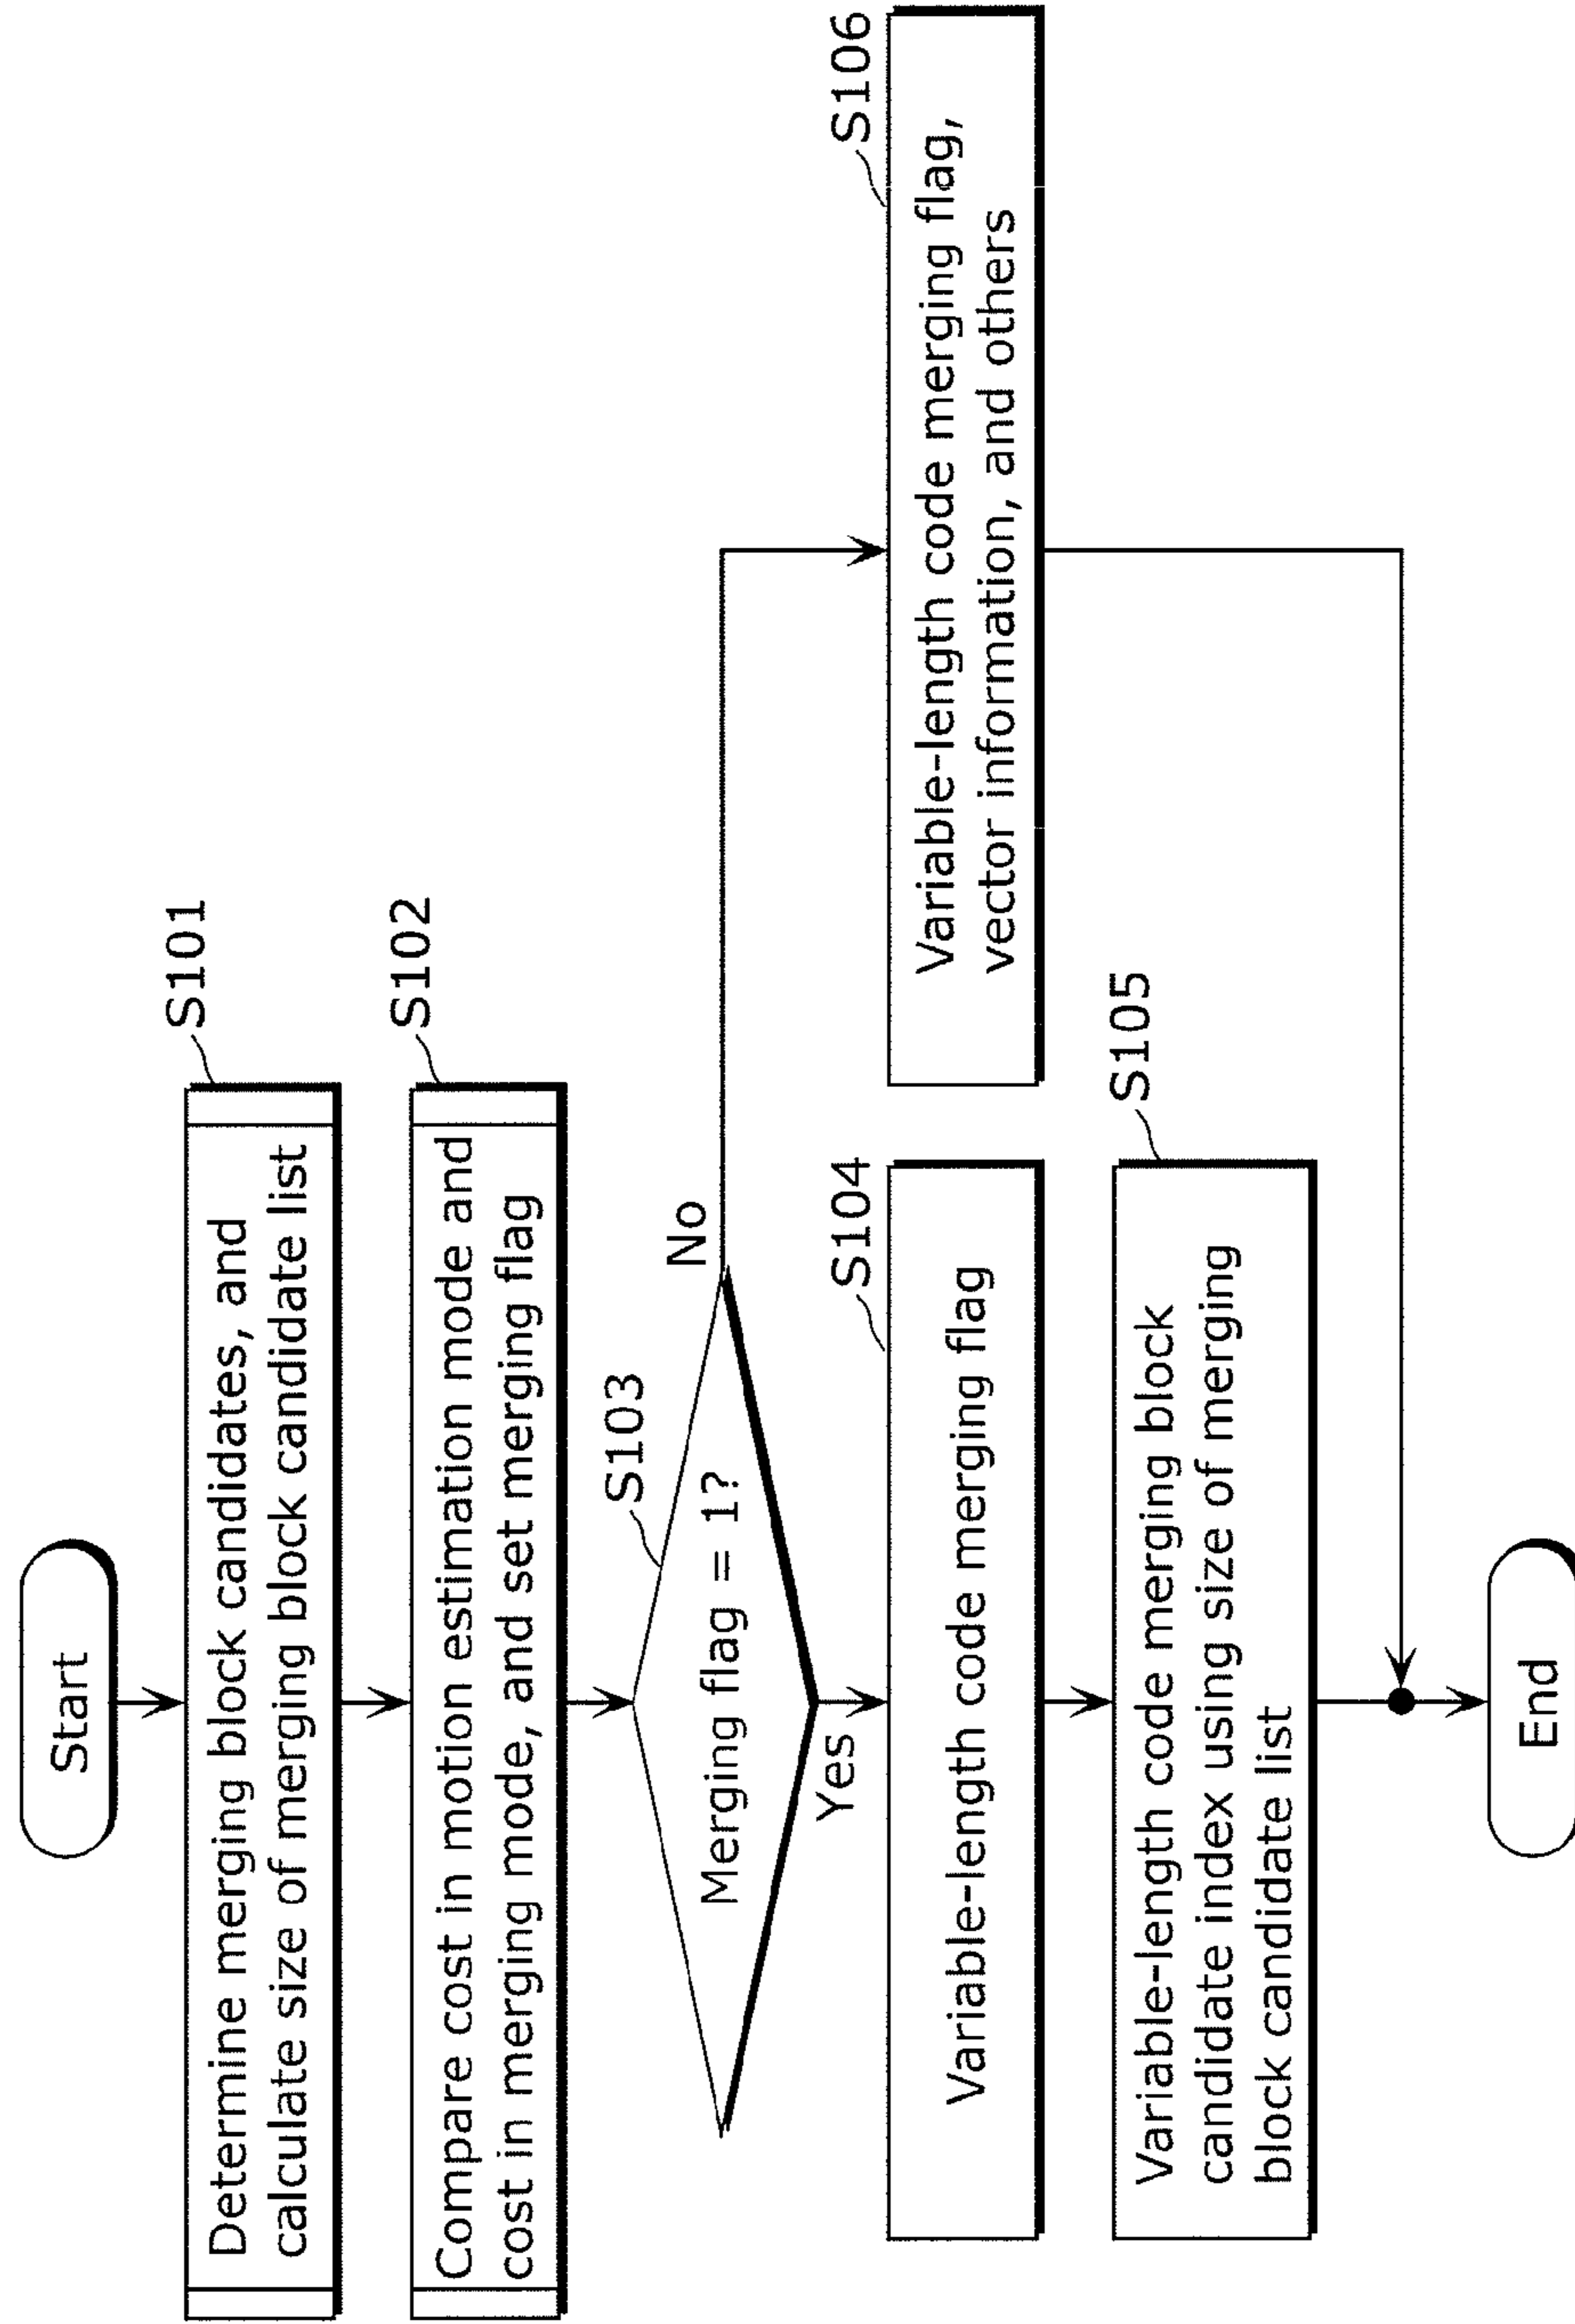 Start
S101
Determine merging block candidates, and
calculate size of merging block candidate list
S102
Compare cost in motion estimation mode and
cost in merging mode, and set merging flag
S103
Merging flag = 1?
No
Yes
S104
Variable-length code merging flag
S106
Variable-length code merging flag,
vector information, and others
S105
Variable-length code merging block
candidate index using size of merging
block candidate list
End